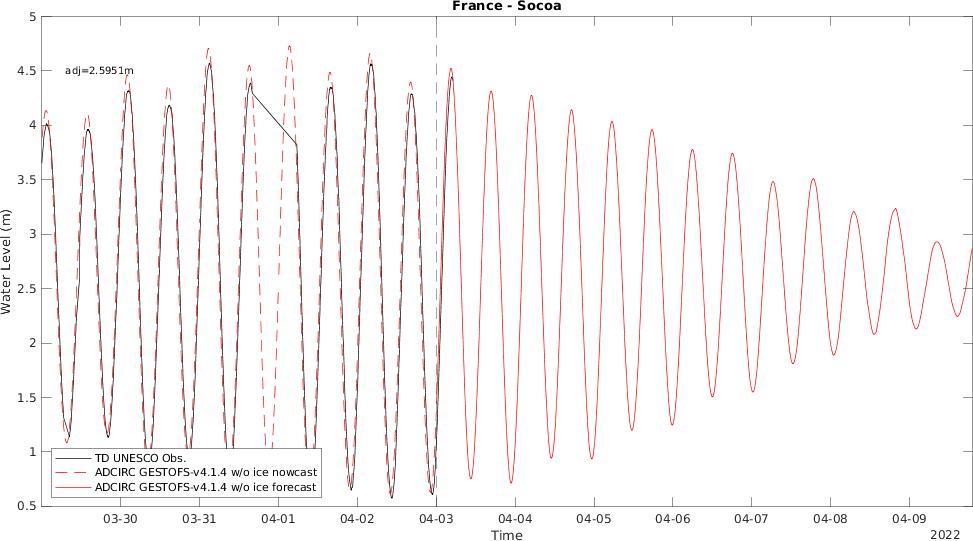 France - Socoa
5
adj=2.5951m
4.5
4
3.5
3
2.5
2
1.5
1
0.5
Water Level (m)
TD UNESCO Obs.
ADCIRC GESTOFS-v4.1.4 w/o ice nowcast
ADCIRC GESTOFS-v4.1.4 w/o ice forecast
03-30 03-31 04-01 04-02 04-03 04-04 04-05 04-06 04-07 04-08 04-09
Time
2022